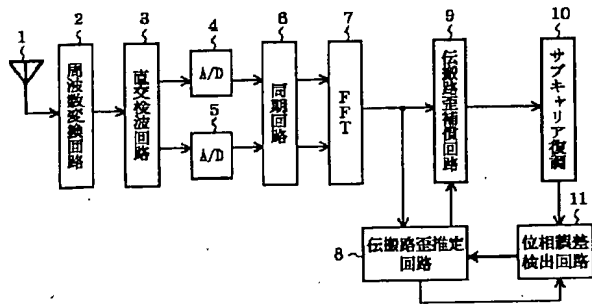 1
2
3
4
5
6
7
8
9
10
11
周波数変換回路
直交検波回路
A/D
A/D
同期回路
FFT
伝搬路歪補償回路
サブキャリア復調
伝搬路歪推定
回路
位相誤差
検出回路